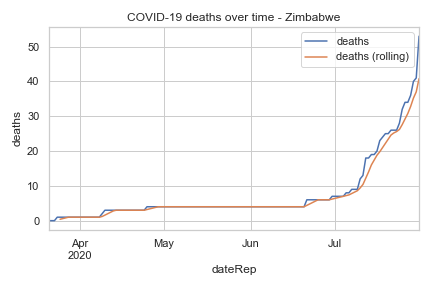 COVID-19 deaths over time - Zimbabwe
deaths
deaths (rolling)
50
40
30
20
10
0
deaths
Apr
2020
May
Jun
Jul
dateRep